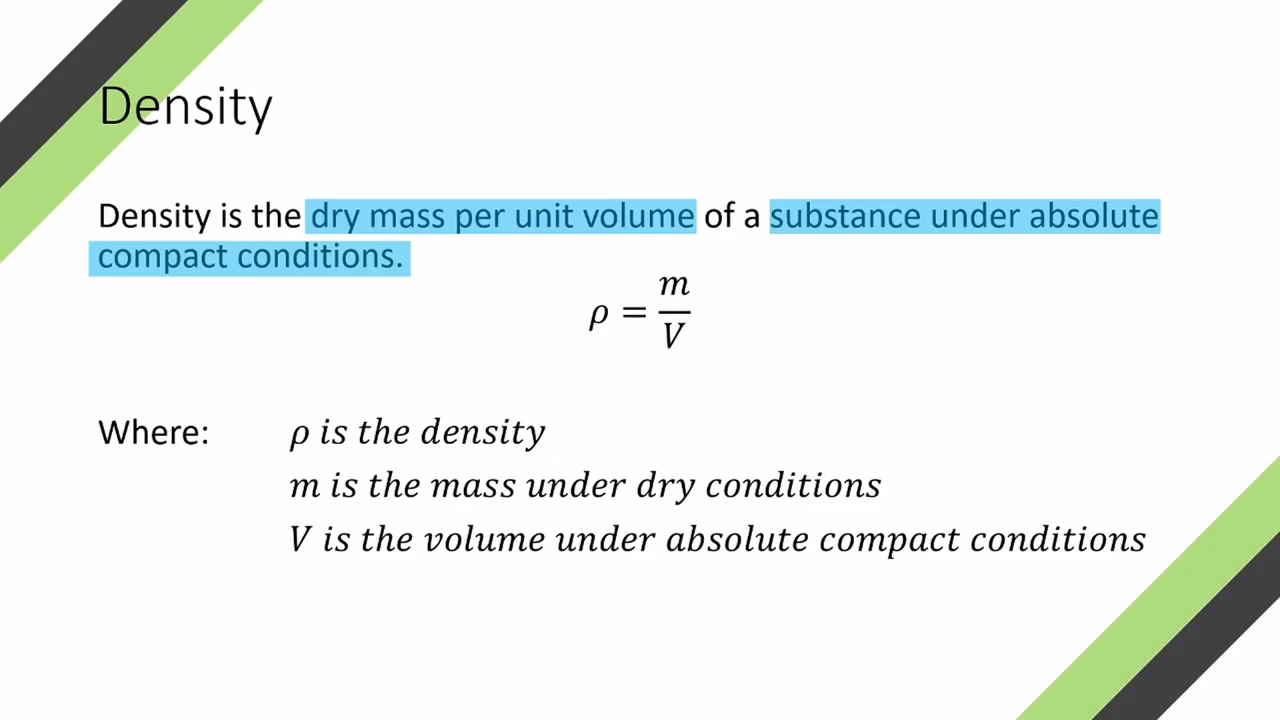 Density
Density is the dry mass per unit volume of a substance under absolute
compact conditions.
ρ = m/V
Where: ρ is the density
m is the mass under dry conditions
V is the volume under absolute compact conditions